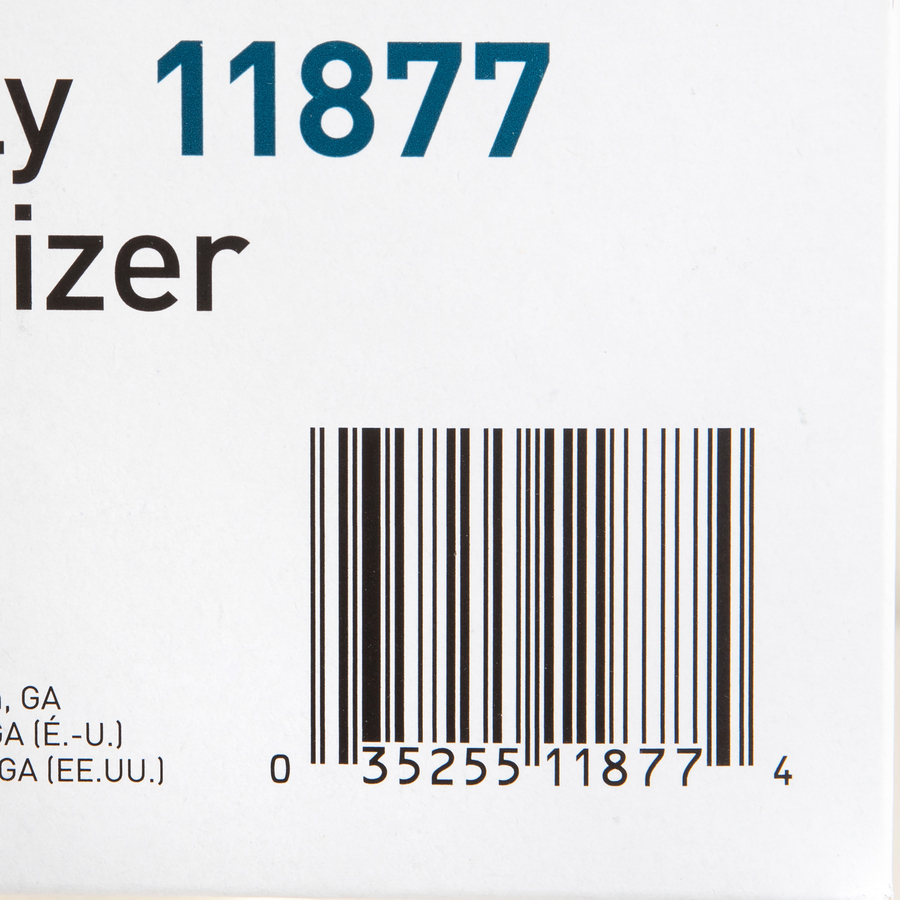 11877
izer
, GA
GA (É.-U.)
GA (EE.UU.)
0 35255 11877 4